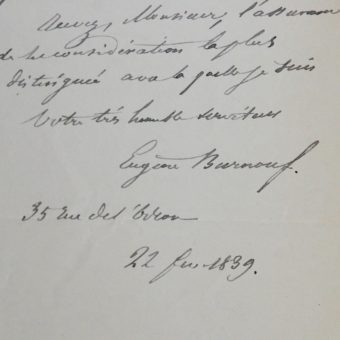 Recevez, Monsieur, l'assurance
de la considération la plus
distinguée avec laquelle je suis
Votre très humble serviteur
Eugène Burnouf.
35 rue de l'Odéon
22 fév. 1839.